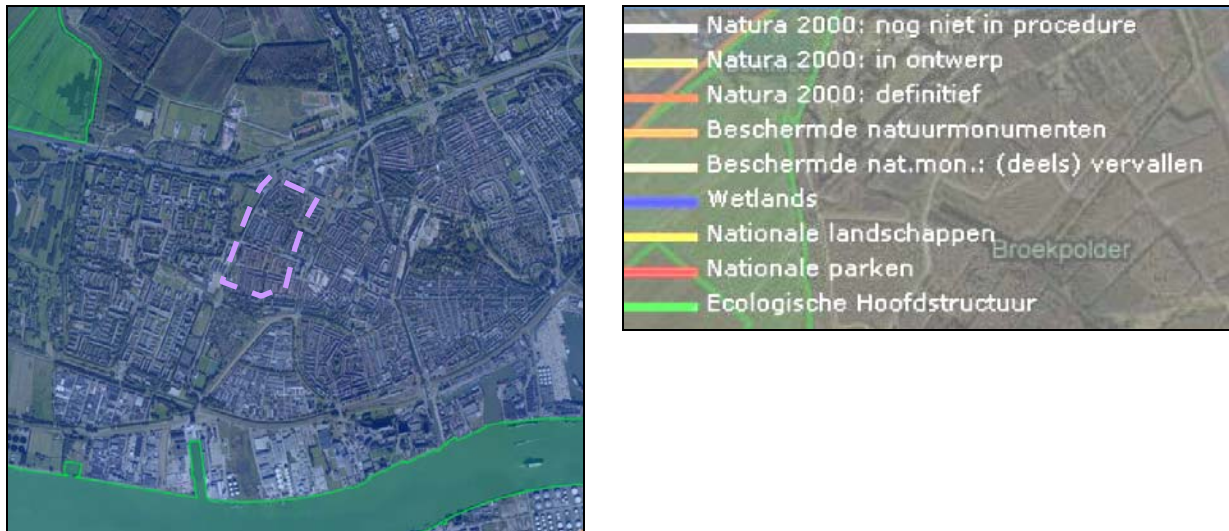 Natura 2000: nog niet in procedure
Natura 2000: in ontwerp
Natura 2000: definitief
Beschermde natuurmonumenten
Beschermde nat.mon.: (deels) vervallen
Wetlands
Nationale landschappen
Broekpolder
Nationale parken
Ecologische Hoofdstructuur